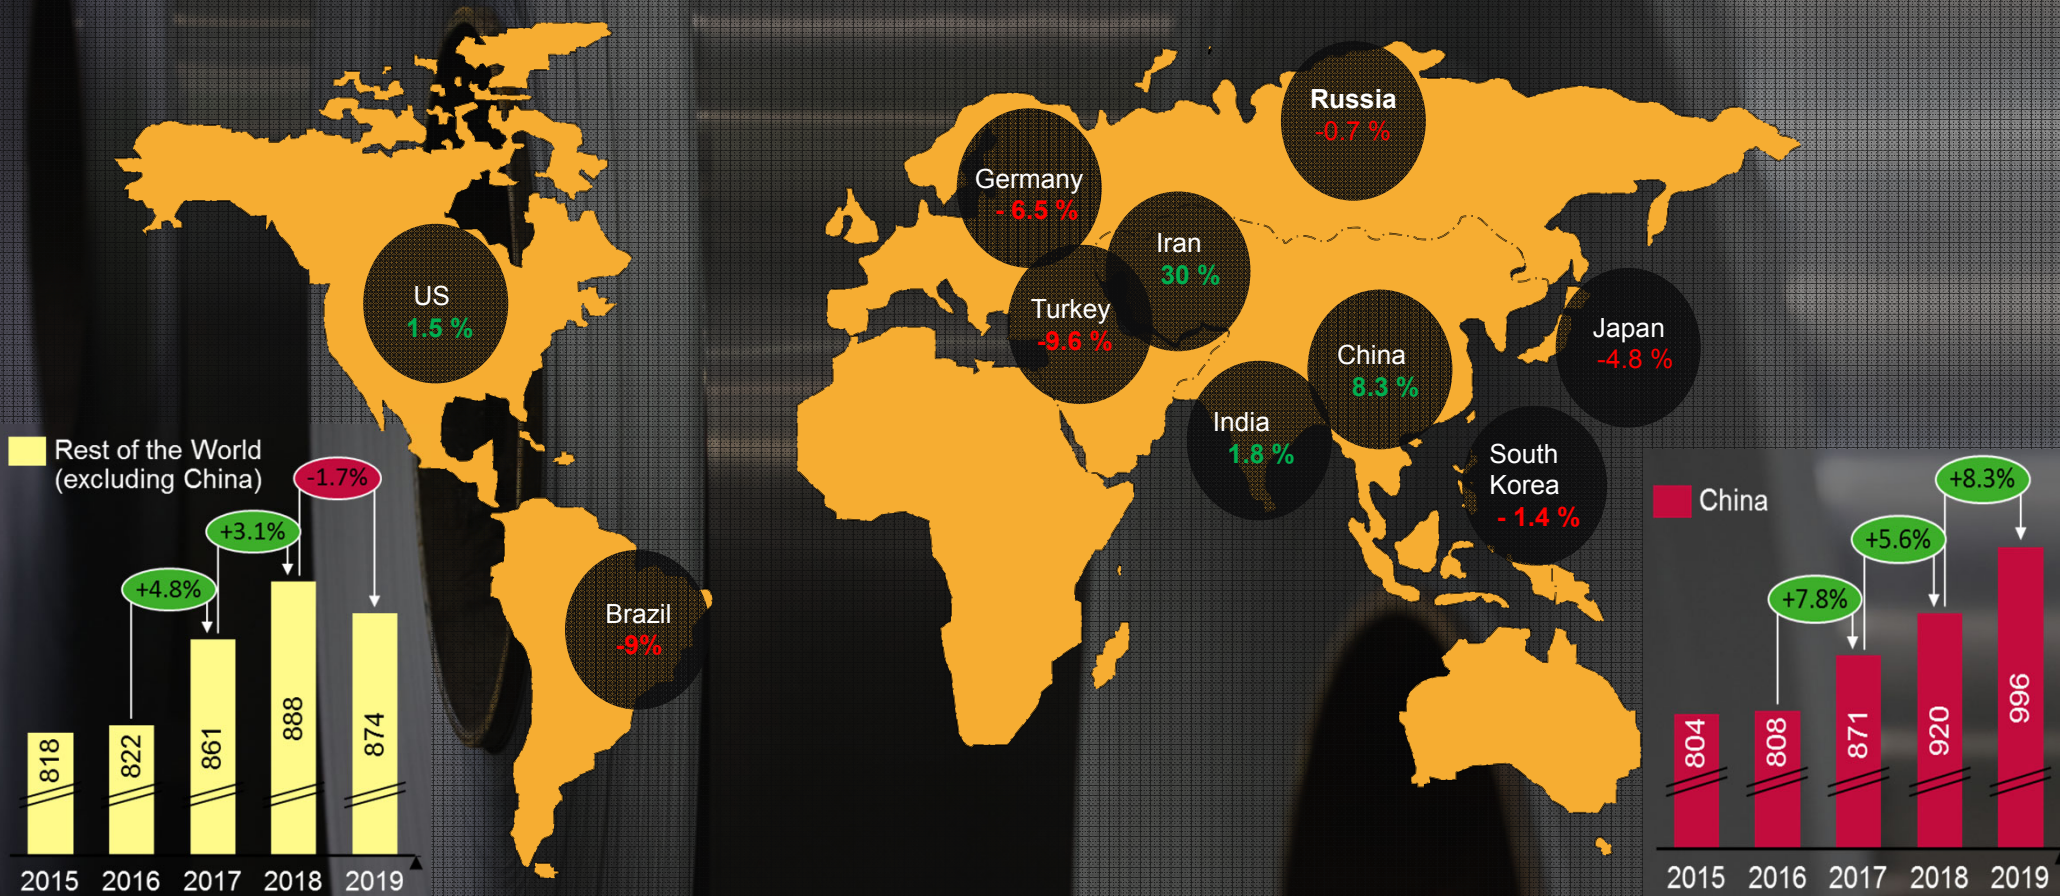 Russia
-0.7 %
Germany
- 6.5 %
Iran
30 %
US
1.5 %
Turkey
-9.6 %
Japan
-4.8 %
China
8.3 %
India
1.8 %
South
Korea
- 1.4 %
Brazil
-9%
Rest of the World
(excluding China)
-1.7%
+3.1%
+4.8%
818
822
861
888
874
2015
2016
2017
2018
2019
China
+8.3%
+5.6%
+7.8%
804
808
871
920
996
2015
2016
2017
2018
2019